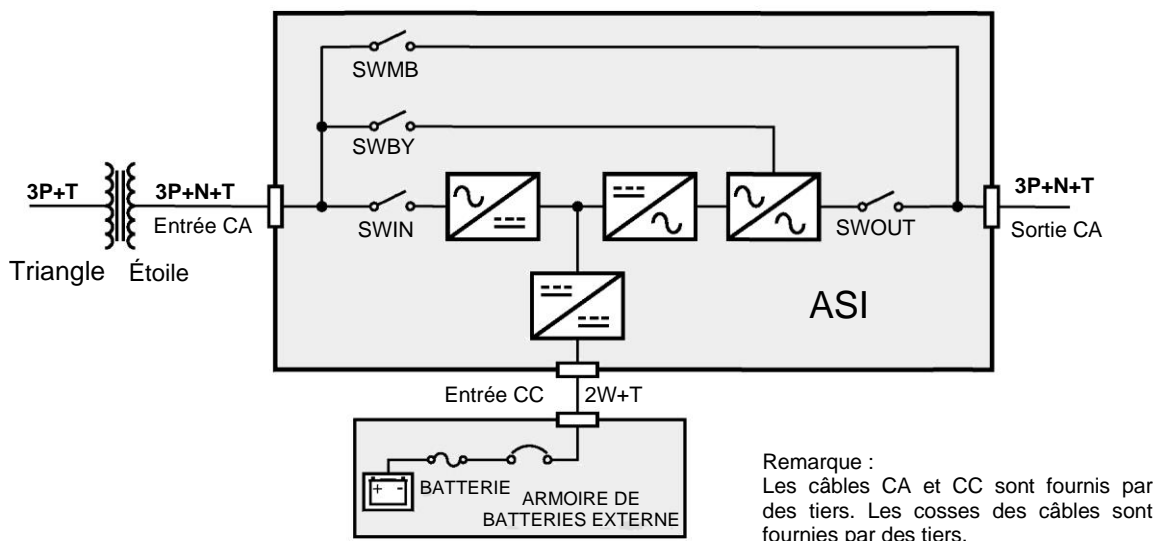 SWMB
SWBY
3P+T
3P+N+T
Entrée CA
SWIN
SWOUT
3P+N+T
Sortie CA
Triangle
Étoile
ASI
Entrée CC
2W+T
+ -
BATTERIE
ARMOIRE DE
BATTERIES EXTERNE
Remarque :
Les câbles CA et CC sont fournis par
des tiers. Les cosses des câbles sont
fournies par des tiers.